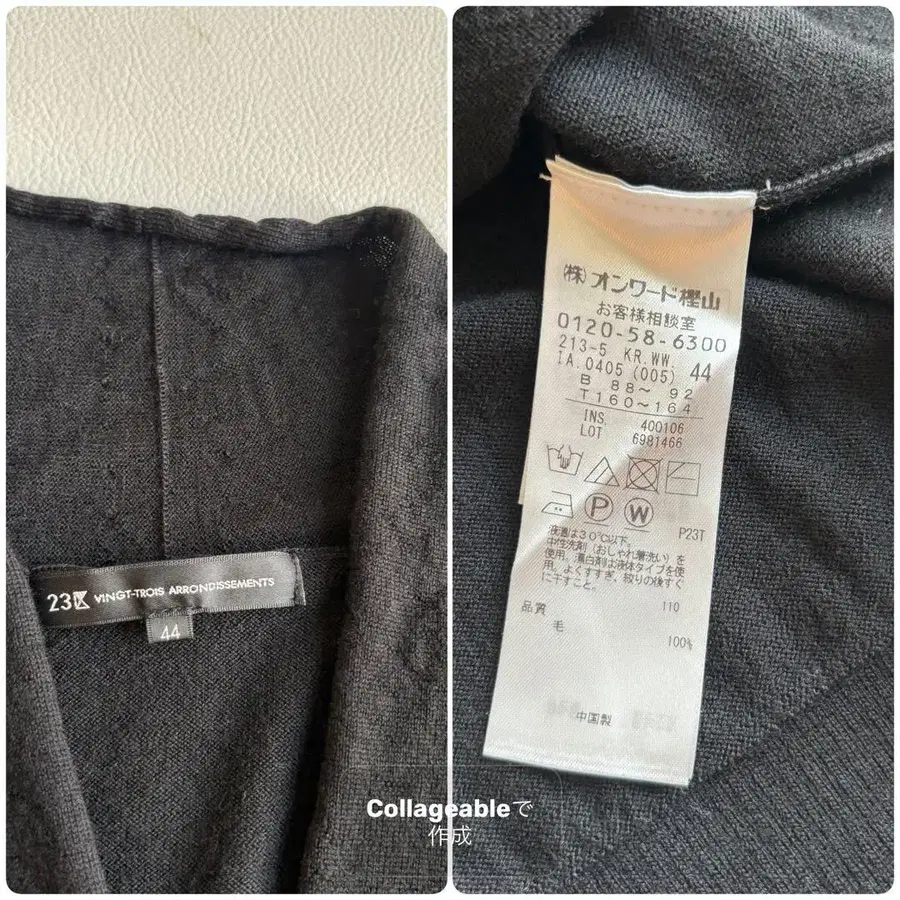 23区 VINGT-TROIS ARRONDISSEMENTS
44
(株)オンワード樫山
お客様相談室
0120-58-6300
213-5 KR.WW.
IA.0405 (005) 44
B 88～ 92
T160～164
INS. 400106
LOT 6981466
P W
P23T
液温は30℃以下。
中性洗剤(おしゃれ着洗い)を
使用。漂白剤は液体タイプを使
用。よくすすぎ、絞りの後すぐ
に干すこと。
110
品質
毛 100%
中国製
Collageableで
作成